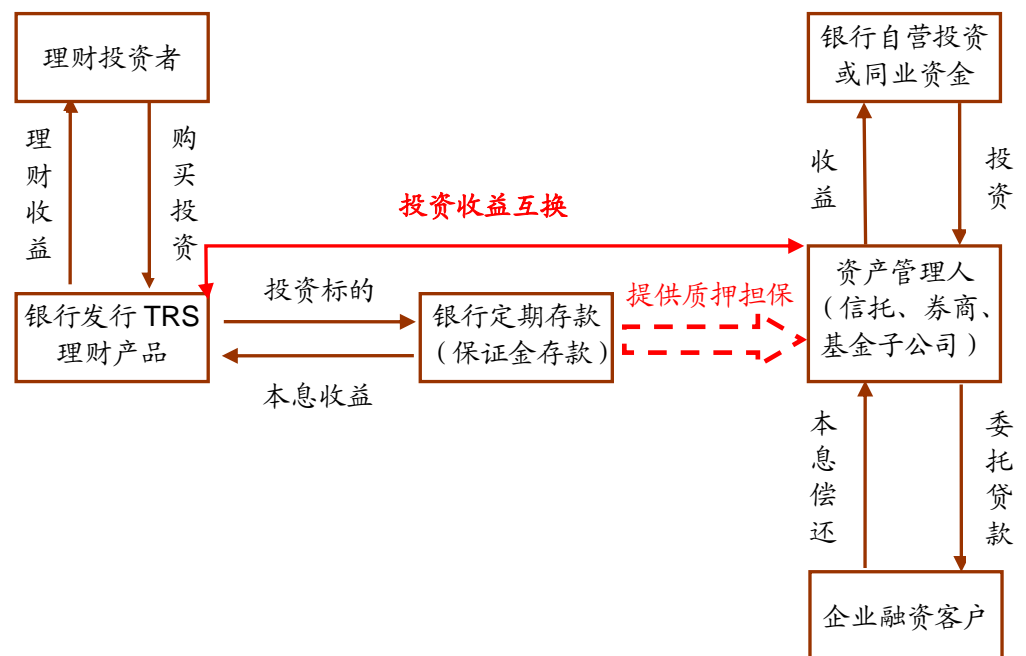 理财投资者
银行自营投资
或同业资金
理财收益
购买投资
收益
投资
投资收益互换
银行发行 TRS
理财产品
投资标的
本息收益
银行定期存款
（保证金存款）
提供质押担保
资产管理人
（信托、券商、
基金子公司）
本息偿还
委托贷款
企业融资客户